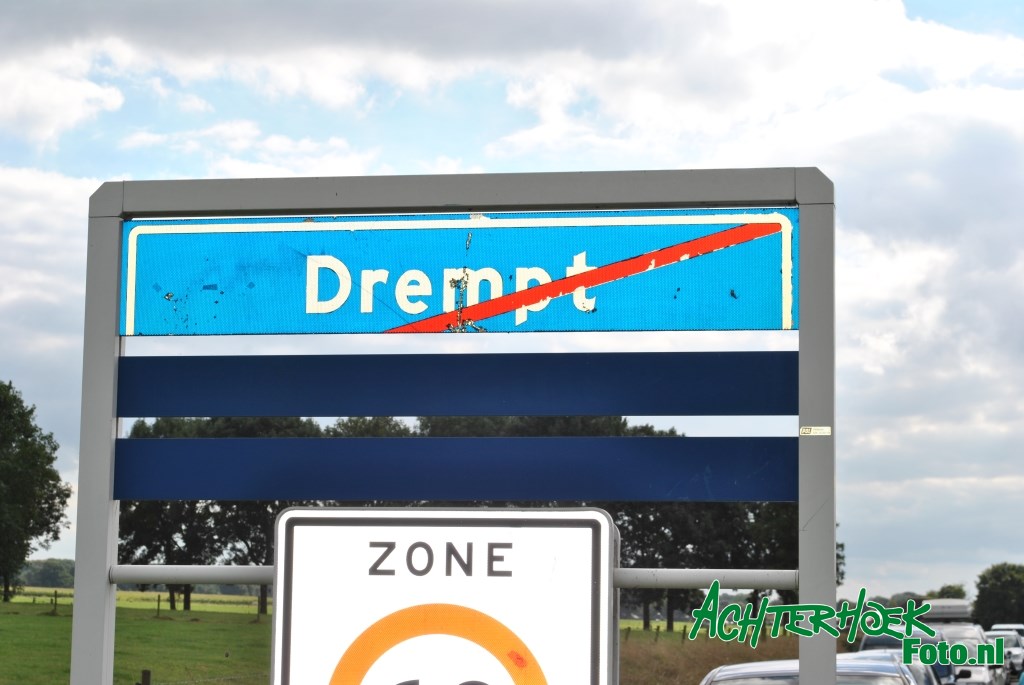 Drempt
ZONE
ACHTERHOEK
Foto.nl